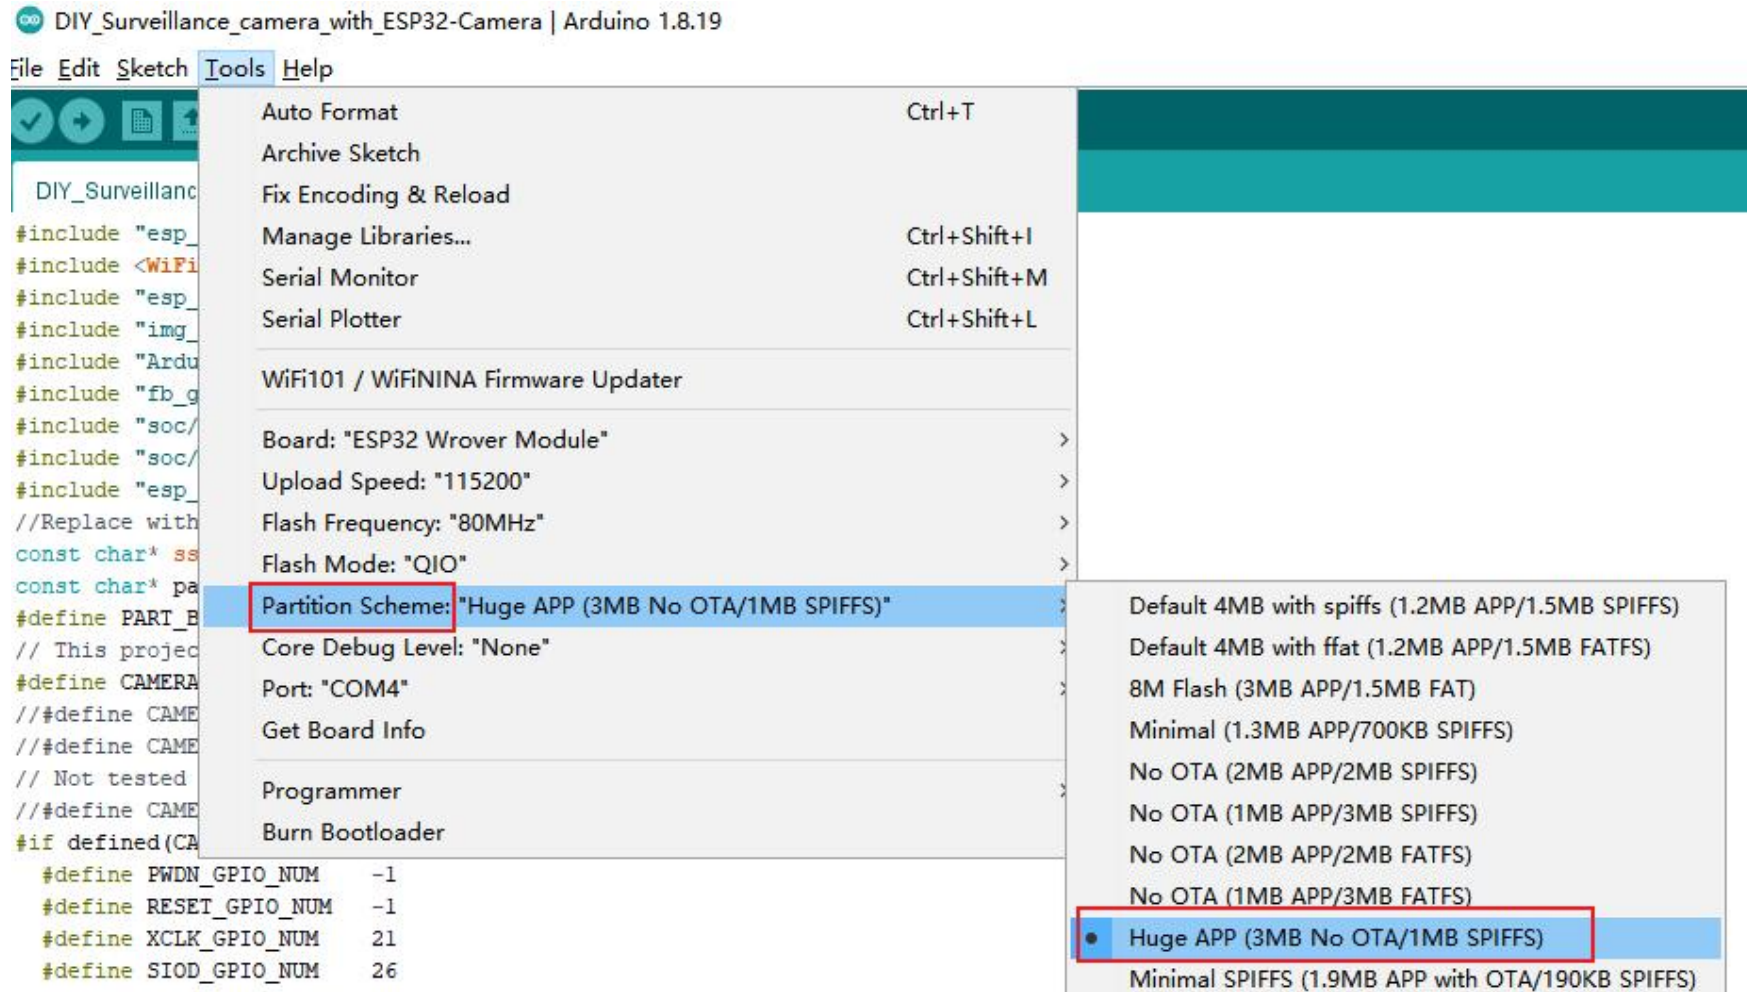 DIY_Surveillance_camera_with_ESP32-Camera | Arduino 1.8.19
File Edit Sketch Tools Help
Auto Format Ctrl+T
Archive Sketch
Fix Encoding & Reload
Manage Libraries... Ctrl+Shift+I
Serial Monitor Ctrl+Shift+M
Serial Plotter Ctrl+Shift+L
WiFi101 / WiFiNINA Firmware Updater
Board: "ESP32 Wrover Module"
Upload Speed: "115200"
Flash Frequency: "80MHz"
Flash Mode: "QIO"
Partition Scheme: "Huge APP (3MB No OTA/1MB SPIFFS)"
Core Debug Level: "None"
Port: "COM4"
Get Board Info
Programmer
Burn Bootloader
Default 4MB with spiffs (1.2MB APP/1.5MB SPIFFS)
Default 4MB with ffat (1.2MB APP/1.5MB FATFS)
8M Flash (3MB APP/1.5MB FAT)
Minimal (1.3MB APP/700KB SPIFFS)
No OTA (2MB APP/2MB SPIFFS)
No OTA (1MB APP/3MB SPIFFS)
No OTA (2MB APP/2MB FATFS)
No OTA (1MB APP/3MB FATFS)
Huge APP (3MB No OTA/1MB SPIFFS)
Minimal SPIFFS (1.9MB APP with OTA/190KB SPIFFS)
DIY_Surveillanc
#include "esp_
#include <WiFi
#include "esp_
#include "img_
#include "Ardu
#include "fb_g
#include "soc/
#include "soc/
#include "esp_
//Replace with
const char* ss
const char* pa
#define PART_B
// This projec
#define CAMERA
//#define CAME
//#define CAME
// Not tested
//#define CAME
#if defined(CA
#define PWDN_GPIO_NUM -1
#define RESET_GPIO_NUM -1
#define XCLK_GPIO_NUM 21
#define SIOD_GPIO_NUM 26